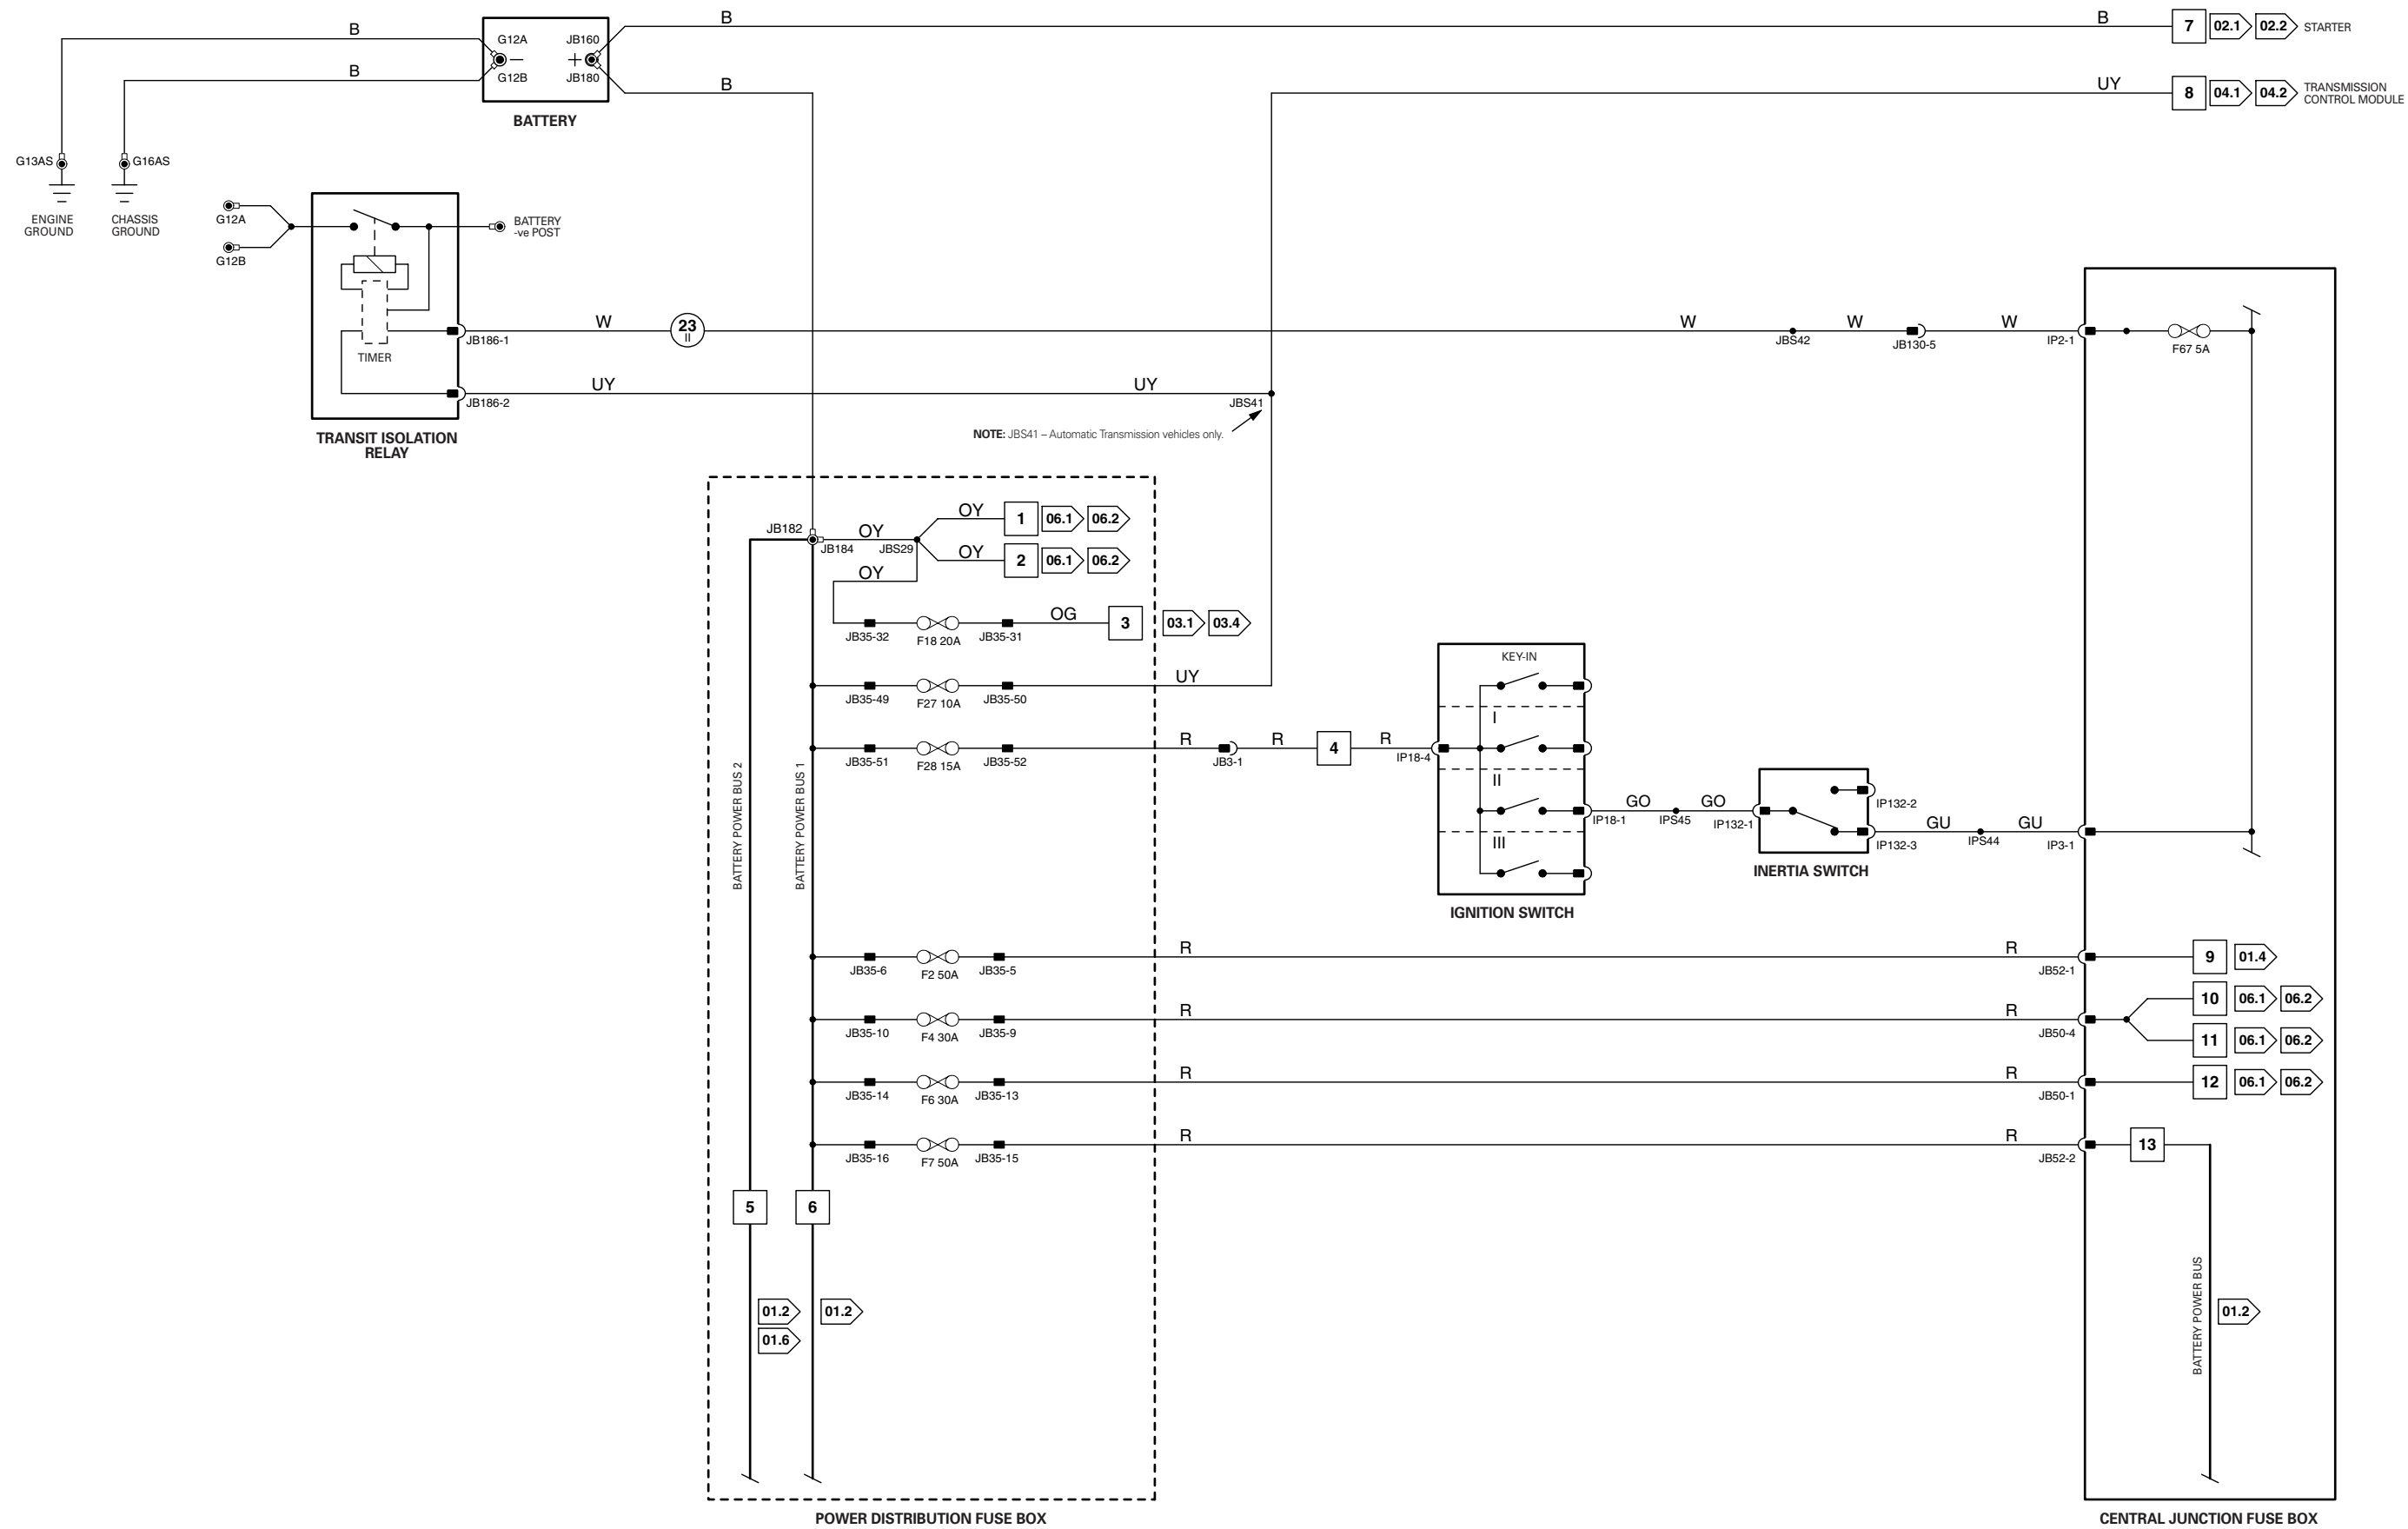 B
B
B
G12A
JB160
B
7
02.1
02.2
STARTER
B
G12B
JB180
B
UY
8
04.1
04.2
TRANSMISSION
CONTROL MODULE
BATTERY
G13AS
G16AS
ENGINE
GROUND
CHASSIS
GROUND
G12A
G12B
BATTERY
-ve POST
TIMER
JB186-1
W
23
II
W
JBS42
W
JB130-5
W
IP2-1
F67 5A
JB186-2
UY
UY
JBS41
NOTE: JBS41 – Automatic Transmission vehicles only.
TRANSIT ISOLATION
RELAY
JB182
JB184
OY
JBS29
OY
1
06.1
06.2
OY
2
06.1
06.2
OY
JB35-32
F18 20A
JB35-31
OG
3
03.1
03.4
JB35-49
F27 10A
JB35-50
UY
JB35-51
F28 15A
JB35-52
R
JB3-1
R
4
R
IP18-4
KEY-IN
I
II
III
IP18-1
GO
IPS45
GO
IP132-1
IP132-2
IP132-3
GU
IPS44
GU
IP3-1
INERTIA SWITCH
IGNITION SWITCH
BATTERY POWER BUS 2
BATTERY POWER BUS 1
JB35-6
F2 50A
JB35-5
R
R
JB52-1
9
01.4
JB35-10
F4 30A
JB35-9
R
R
JB50-4
10
06.1
06.2
11
06.1
06.2
JB35-14
F6 30A
JB35-13
R
R
JB50-1
12
06.1
06.2
JB35-16
F7 50A
JB35-15
R
R
JB52-2
13
5
6
01.2
01.6
01.2
BATTERY POWER BUS
01.2
POWER DISTRIBUTION FUSE BOX
CENTRAL JUNCTION FUSE BOX